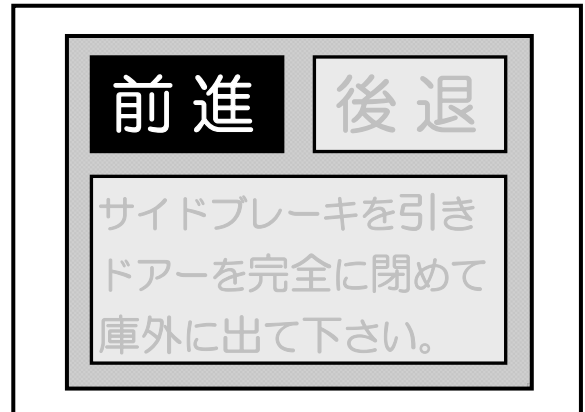 前進 後退
サイドブレーキを引き
ドアーを完全に閉めて
庫外に出て下さい。